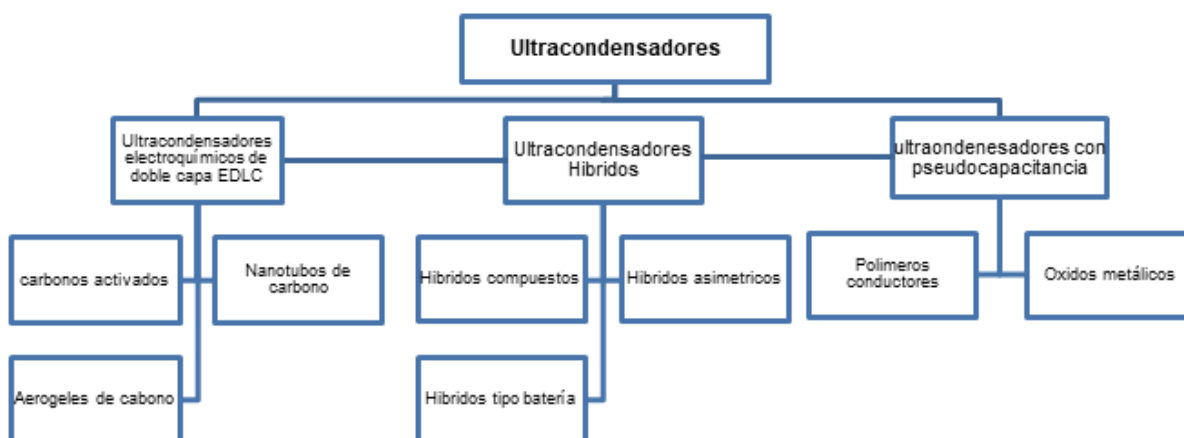 Ultracondensadores
Ultracondensadores
electroquímicos de
doble capa EDLC
Ultracondensadores
Hibridos
ultraondenesadores con
pseudocapacitancia
carbonos activados
Nanotubos de
carbono
Hibridos compuestos
Hibridos asimetricos
Polimeros
conductores
Oxidos metálicos
Aerogeles de cabono
Hibridos tipo batería